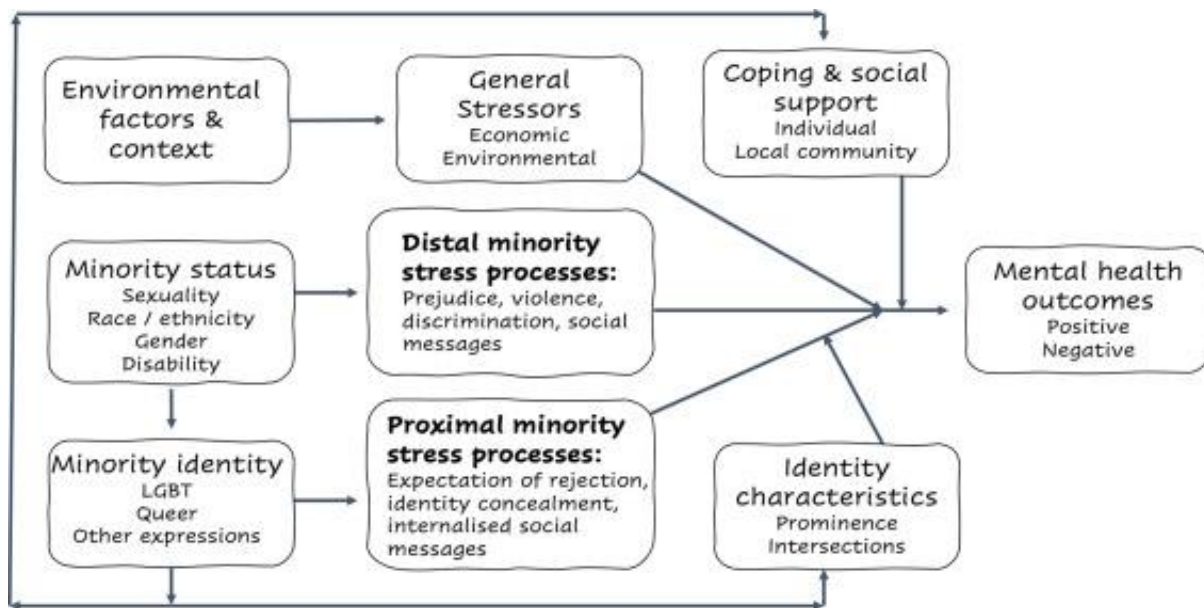 Environmental
factors &
context
General
Stressors
Economic
Environmental
Coping & social
support
Individual
Local community
Minority status
Sexuality
Race / ethnicity
Gender
Disability
Distal minority
stress processes:
Prejudice, violence,
discrimination, social
messages
Mental health
outcomes
Positive
Negative
Minority identity
LGBT
Queer
Other expressions
Proximal minority
stress processes:
Expectation of rejection,
identity concealment,
internalised social
messages
Identity
characteristics
Prominence
Intersections